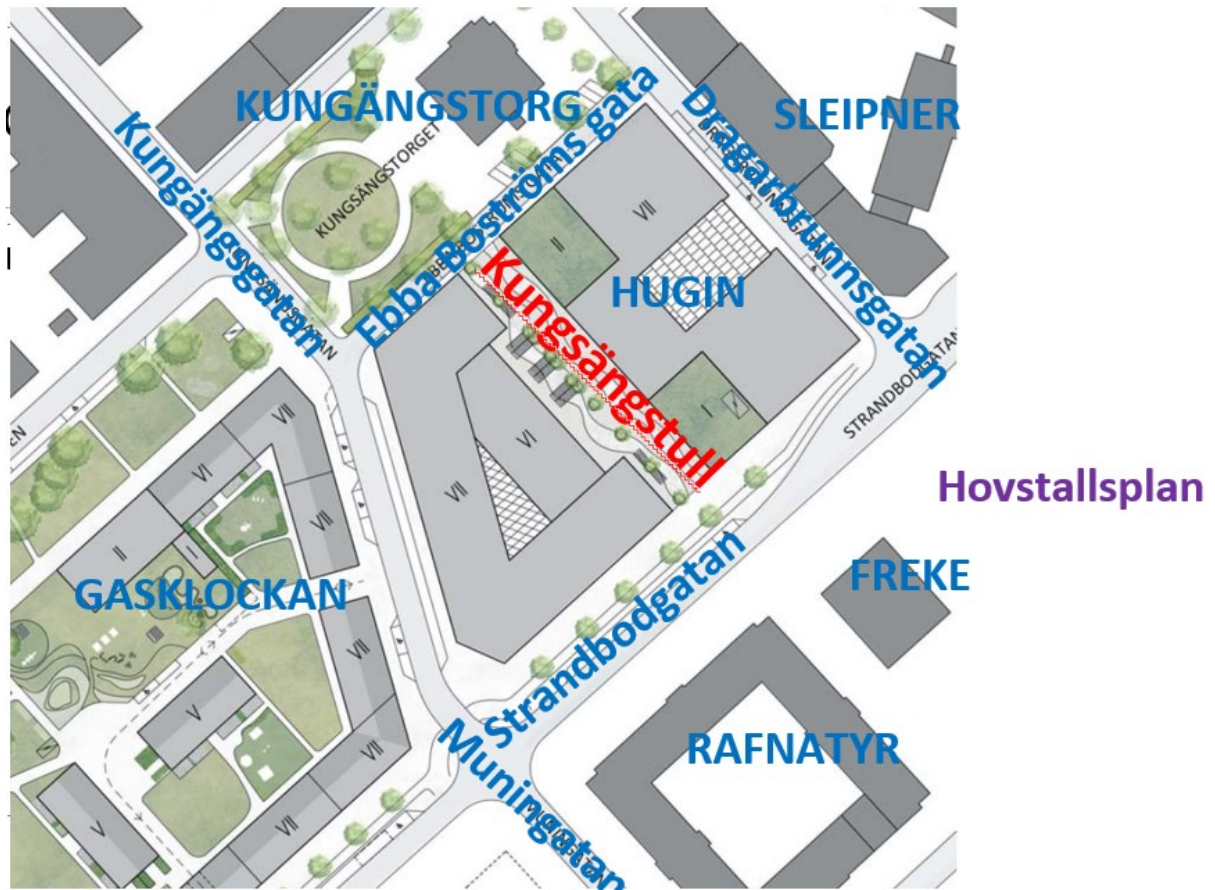 KUNGÄNGSTORG
SLEIPNER
Kungängsgatan
Ebba Boströms gata
Dragarbrunnsgatan
KUNGSÄNGSTORGET
VII
II
HUGIN
Kungsängstull
I
STRANDBODGATAN
Hovstallsplan
VI
VII
VII
VI
VII
II
I
GASKLOCKAN
FREKE
VII
V
VII
V
VII
Strandbodgatan
RAFNATYR
Muningatan